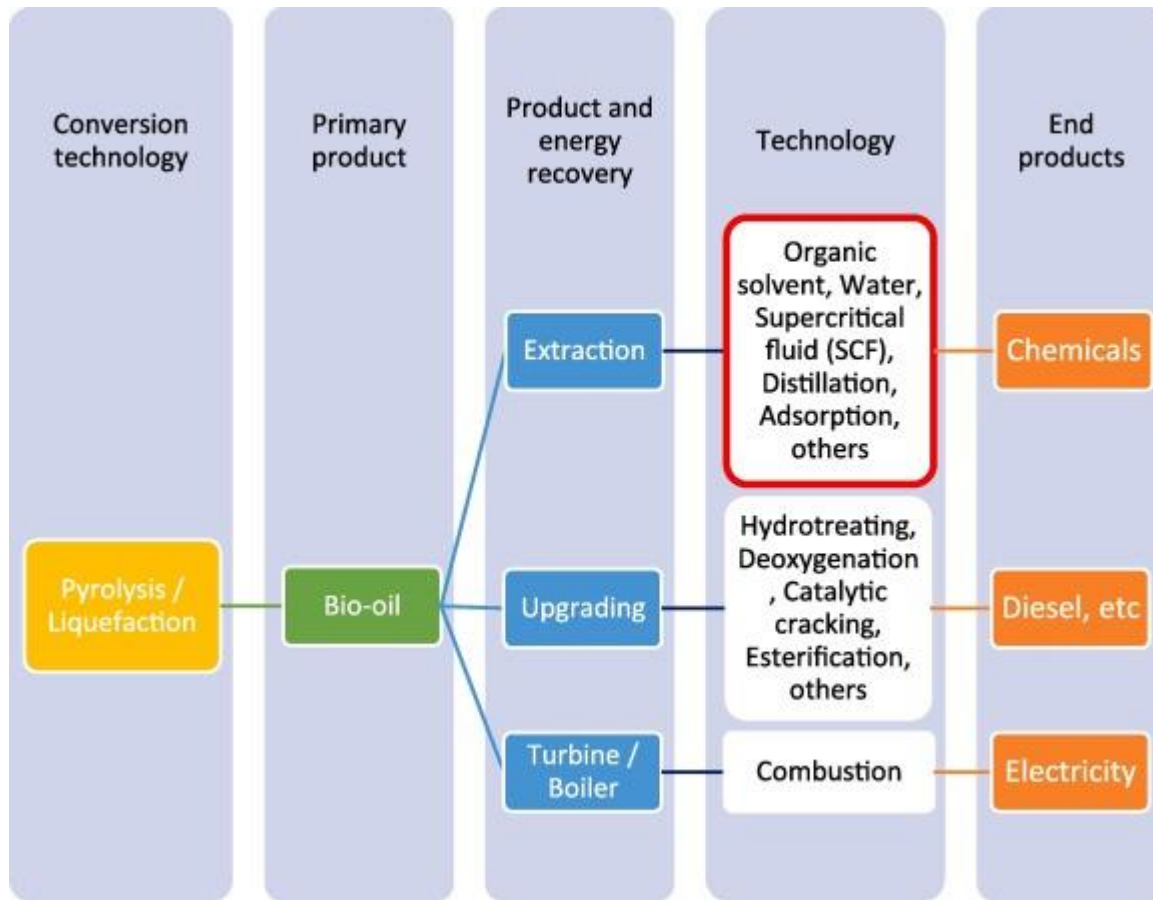 Conversion
technology
Primary
product
Product and
energy
recovery
Technology
End
products
Pyrolysis /
Liquefaction
Bio-oil
Extraction
Organic
solvent, Water,
Supercritical
fluid (SCF),
Distillation,
Adsorption,
others
Chemicals
Upgrading
Hydrotreating,
Deoxygenation
, Catalytic
cracking,
Esterification,
others
Diesel, etc
Turbine /
Boiler
Combustion
Electricity